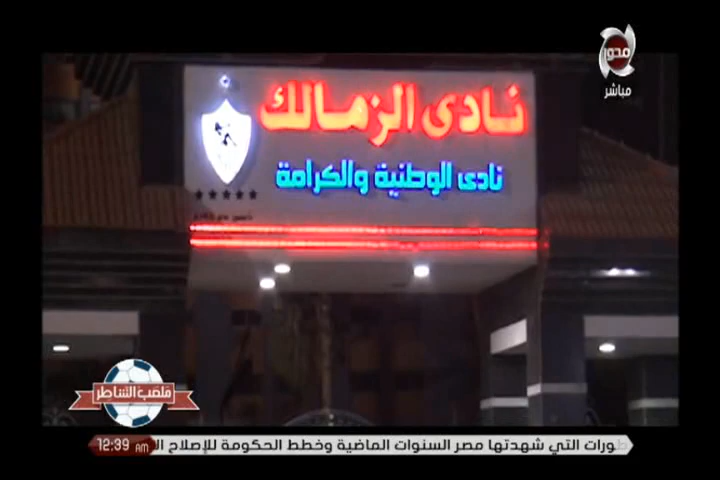 محور
مباشر
نادى الزمالك
نادى الوطنية والكرامة
ملعب الشاطر
12:39 AM
طورات التي شهدتها مصر السنوات الماضية وخطط الحكومة للإصلاح ال